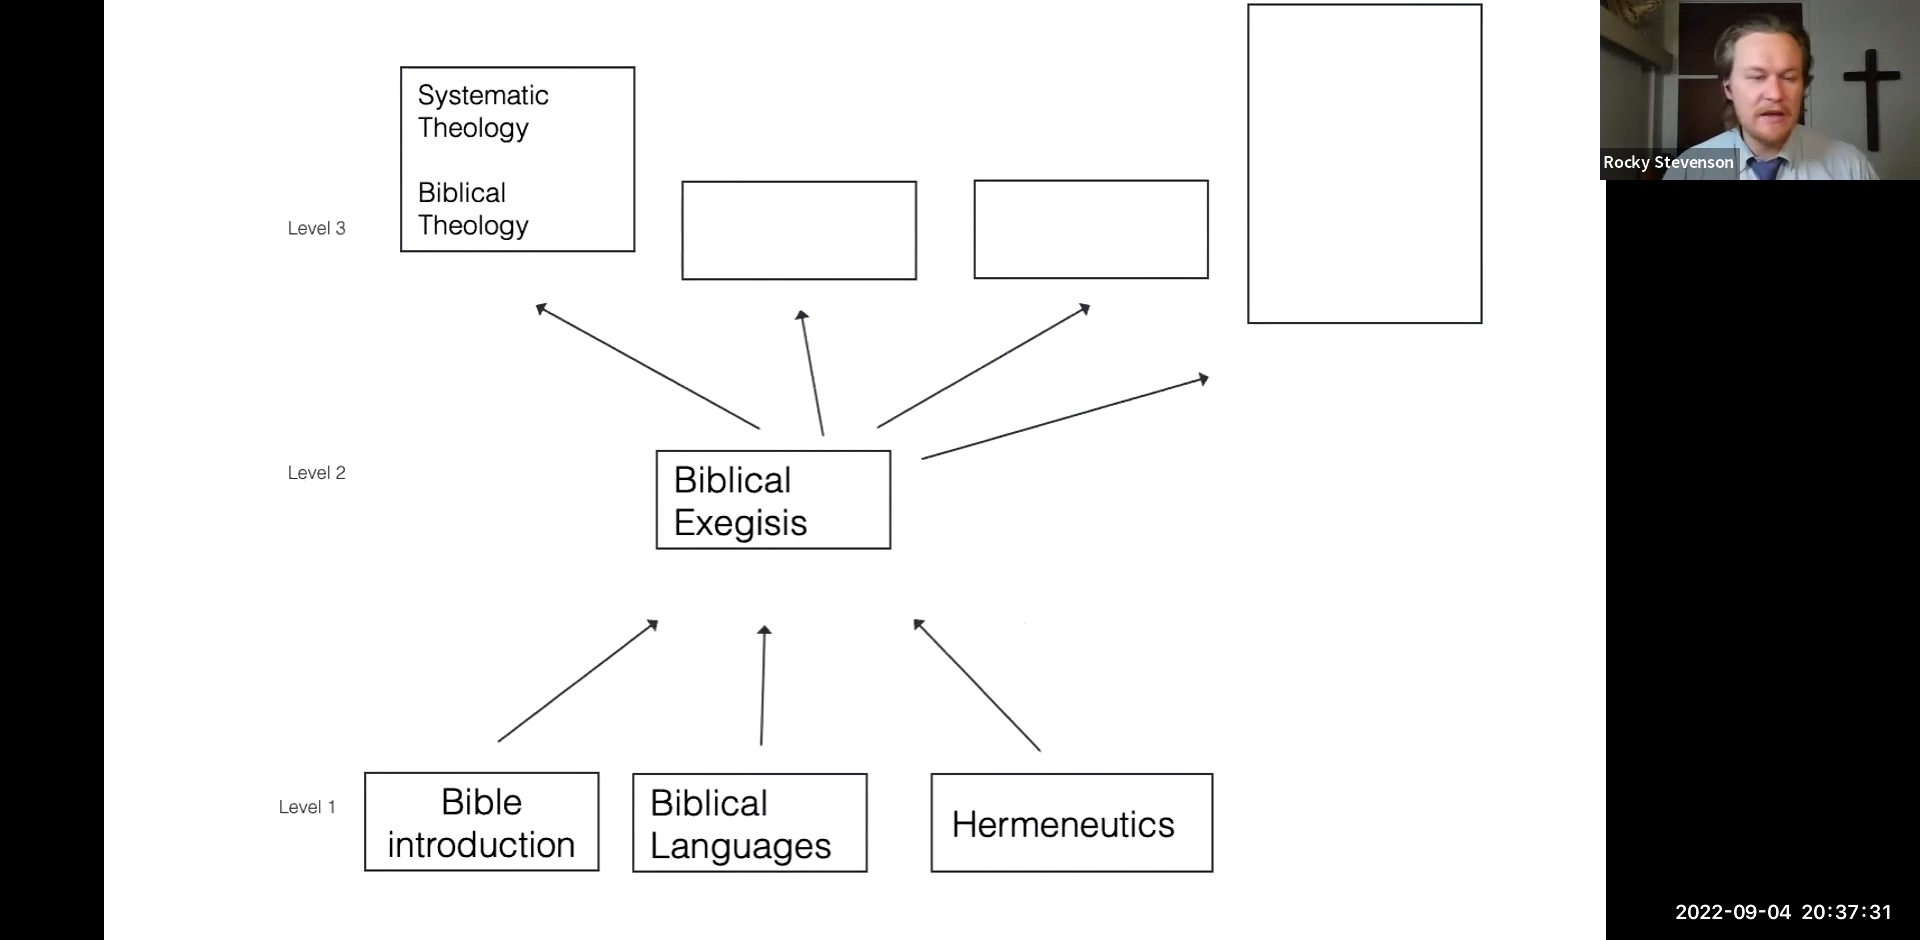 Systematic
Theology
Biblical
Theology
Level 3
Level 2
Biblical
Exegisis
Level 1
Bible
introduction
Biblical
Languages
Hermeneutics
Rocky Stevenson
2022-09-04 20:37:31